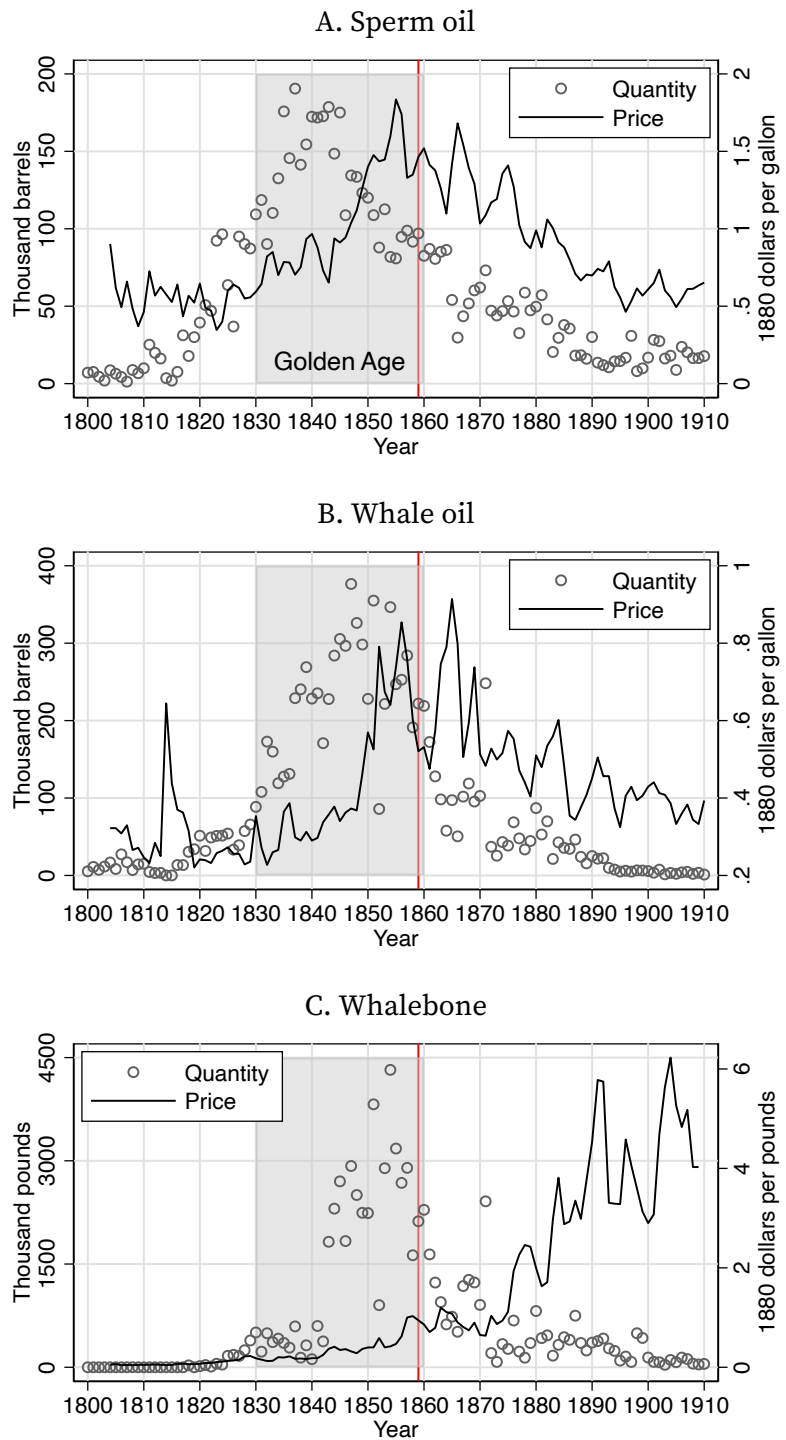 A. Sperm oil
Quantity
Price
Golden Age
Thousand barrels
0 50 100 150 200
1880 dollars per gallon
0 .5 1 1.5 2
1800 1810 1820 1830 1840 1850 1860 1870 1880 1890 1900 1910
Year
B. Whale oil
Quantity
Price
Thousand barrels
0 100 200 300 400
1880 dollars per gallon
.2 .4 .6 .8 1
1800 1810 1820 1830 1840 1850 1860 1870 1880 1890 1900 1910
Year
C. Whalebone
Quantity
Price
Thousand pounds
0 1500 3000 4500
1880 dollars per pounds
0 2 4 6
1800 1810 1820 1830 1840 1850 1860 1870 1880 1890 1900 1910
Year